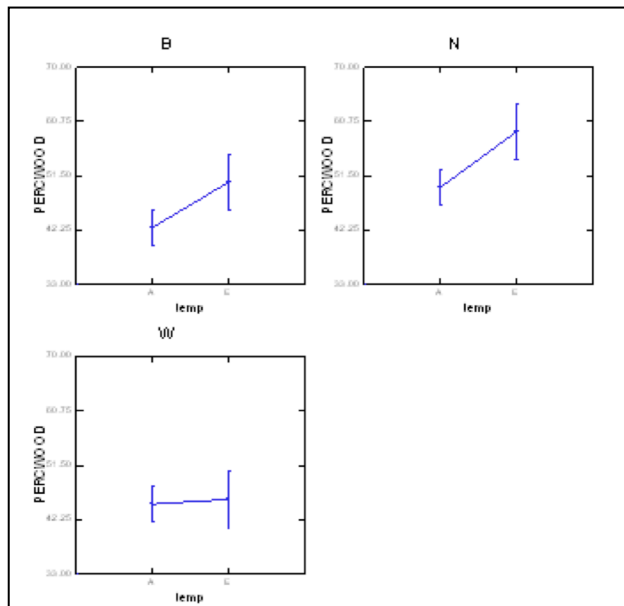 B
70.00
60.75
51.50
42.25
33.00
PERCWOOD
A
E
temp
N
70.00
60.75
51.50
42.25
33.00
PERCWOOD
A
E
temp
W
70.00
60.75
51.50
42.25
33.00
PERCWOOD
A
E
temp